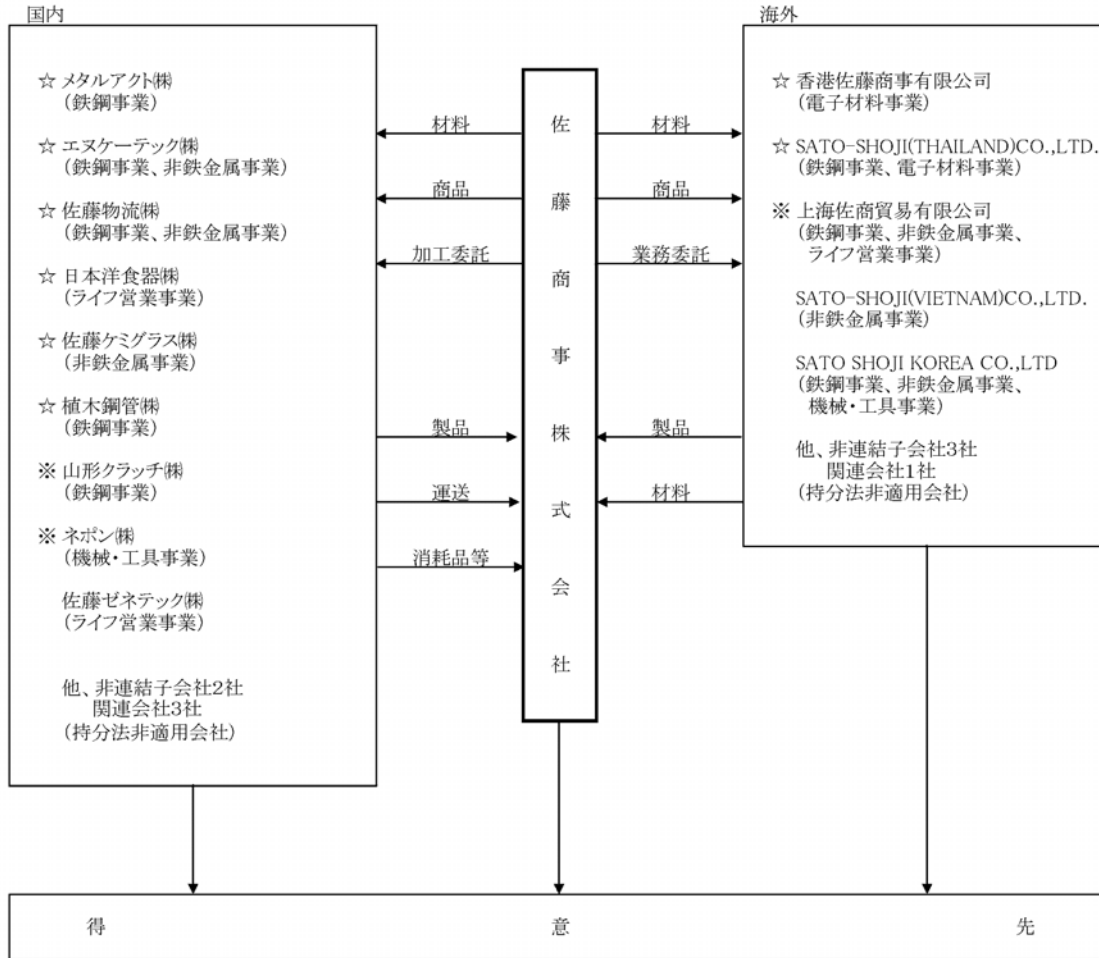 国内
☆ メタルアクト㈱
(鉄鋼事業)
☆ エヌケーテック㈱
(鉄鋼事業、非鉄金属事業)
☆ 佐藤物流㈱
(鉄鋼事業、非鉄金属事業)
☆ 日本洋食器㈱
(ライフ営業事業)
☆ 佐藤ケミグラス㈱
(非鉄金属事業)
☆ 植木鋼管㈱
(鉄鋼事業)
※ 山形クラッチ㈱
(鉄鋼事業)
※ ネポン㈱
(機械・工具事業)
佐藤ゼネテック㈱
(ライフ営業事業)
他、非連結子会社2社
関連会社3社
(持分法非適用会社)
材料
商品
加工委託
製品
運送
消耗品等
佐藤商事株式会社
材料
商品
業務委託
製品
材料
海外
☆ 香港佐藤商事有限公司
(電子材料事業)
☆ SATO-SHOJI(THAILAND)CO.,LTD.
(鉄鋼事業、電子材料事業)
※ 上海佐商貿易有限公司
(鉄鋼事業、非鉄金属事業、
ライフ営業事業)
SATO-SHOJI(VIETNAM)CO.,LTD.
(非鉄金属事業)
SATO SHOJI KOREA CO.,LTD
(鉄鋼事業、非鉄金属事業、
機械・工具事業)
他、非連結子会社3社
関連会社1社
(持分法非適用会社)
得意先